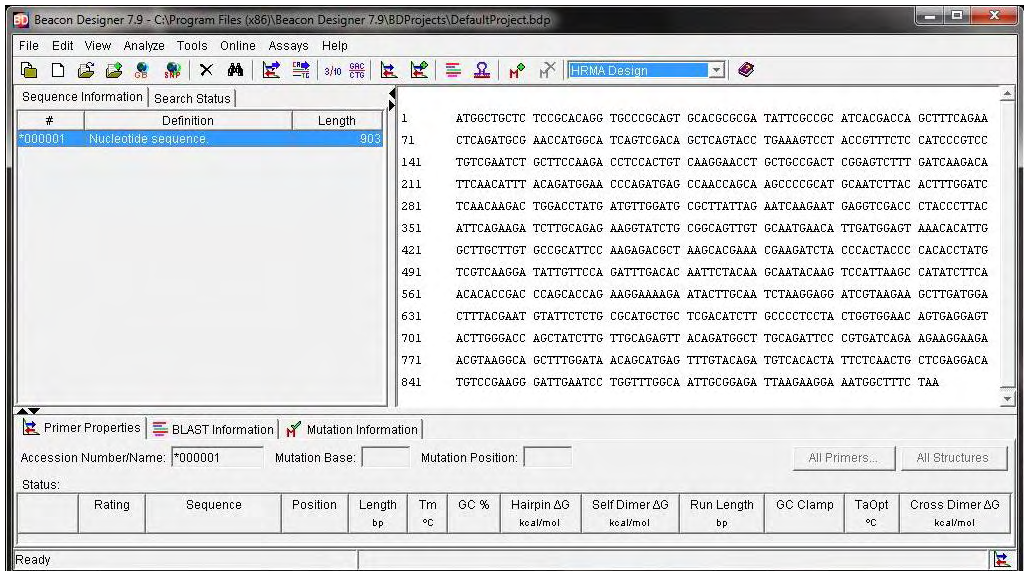 BD Beacon Designer 7.9 - C:\Program Files (x86)\Beacon Designer 7.9\BDProjects\DefaultProject.bdp
File Edit View Analyze Tools Online Assays Help
GB SNP 3/10 GAC CTG HRMA Design
Sequence Information Search Status
# Definition Length
*000001 Nucleotide sequence. 903
1 ATGGCTGCTC TCCGCACAGG TGCCCGCAGT GCACGCGCGA TATTCGCCGC ATCACGACCA GCTTTCAGAA
71 CTCAGATGCG AACCATGGCA TCAGTCGACA GCTCAGTACC TGAAAGTCCT ACCGTTTCTC CATCCCGTCC
141 TGTCGAATCT GCTTCCAAGA CCTCCACTGT CAAGGAACCT GCTGCCGACT CGGAGTCTTT GATCAAGACA
211 TTCAACATTT ACAGATGGAA CCCAGATGAG CCAACCAGCA AGCCCCGCAT GCAATCTTAC ACTTTGGATC
281 TCAACAAGAC TGGACCTATG ATGTTGGATG CGCTTATTAG AATCAAGAAT GAGGTCGACC CTACCCTTAC
351 ATTCAGAAGA TCTTGCAGAG AAGGTATCTG CGGCAGTTGT GCAATGAACA TTGATGGAGT AAACACATTG
421 GCTTGCTTGT GCCGCATTCC AAGAGACGCT AAGCACGAAA CGAAGATCTA CCCACTACCC CACACCTATG
491 TCGTCAAGGA TATTGTTCCA GATTTGACAC AATTCTACAA GCAATACAAG TCCATTAAGC CATATCTTCA
561 ACACACCGAC CCAGCACCAG AAGGAAAAGA ATACTTGCAA TCTAAGGAGG ATCGTAAGAA GCTTGATGGA
631 CTTTACGAAT GTATTCTCTG CGCATGCTGC TCGACATCTT GCCCCTCCTA CTGGTGGAAC AGTGAGGAGT
701 ACTTGGGACC AGCTATCTTG TTGCAGAGTT ACAGATGGCT TGCAGATTCC CGTGATCAGA AGAAGGAAGA
771 ACGTAAGGCA GCTTTGGATA ACAGCATGAG TTTGTACAGA TGTCACACTA TTCTCAACTG CTCGAGGACA
841 TGTCCGAAGG GATTGAATCC TGGTTTGGCA ATTGCGGAGA TTAAGAAGGA AATGGCTTTC TAA
Primer Properties BLAST Information Mutation Information
Accession Number/Name: *000001 Mutation Base: Mutation Position: All Primers... All Structures
Status:
Rating Sequence Position Length Tm GC % Hairpin ΔG Self Dimer ΔG Run Length GC Clamp TaOpt Cross Dimer ΔG
bp °C kcal/mol kcal/mol bp °C kcal/mol
Ready